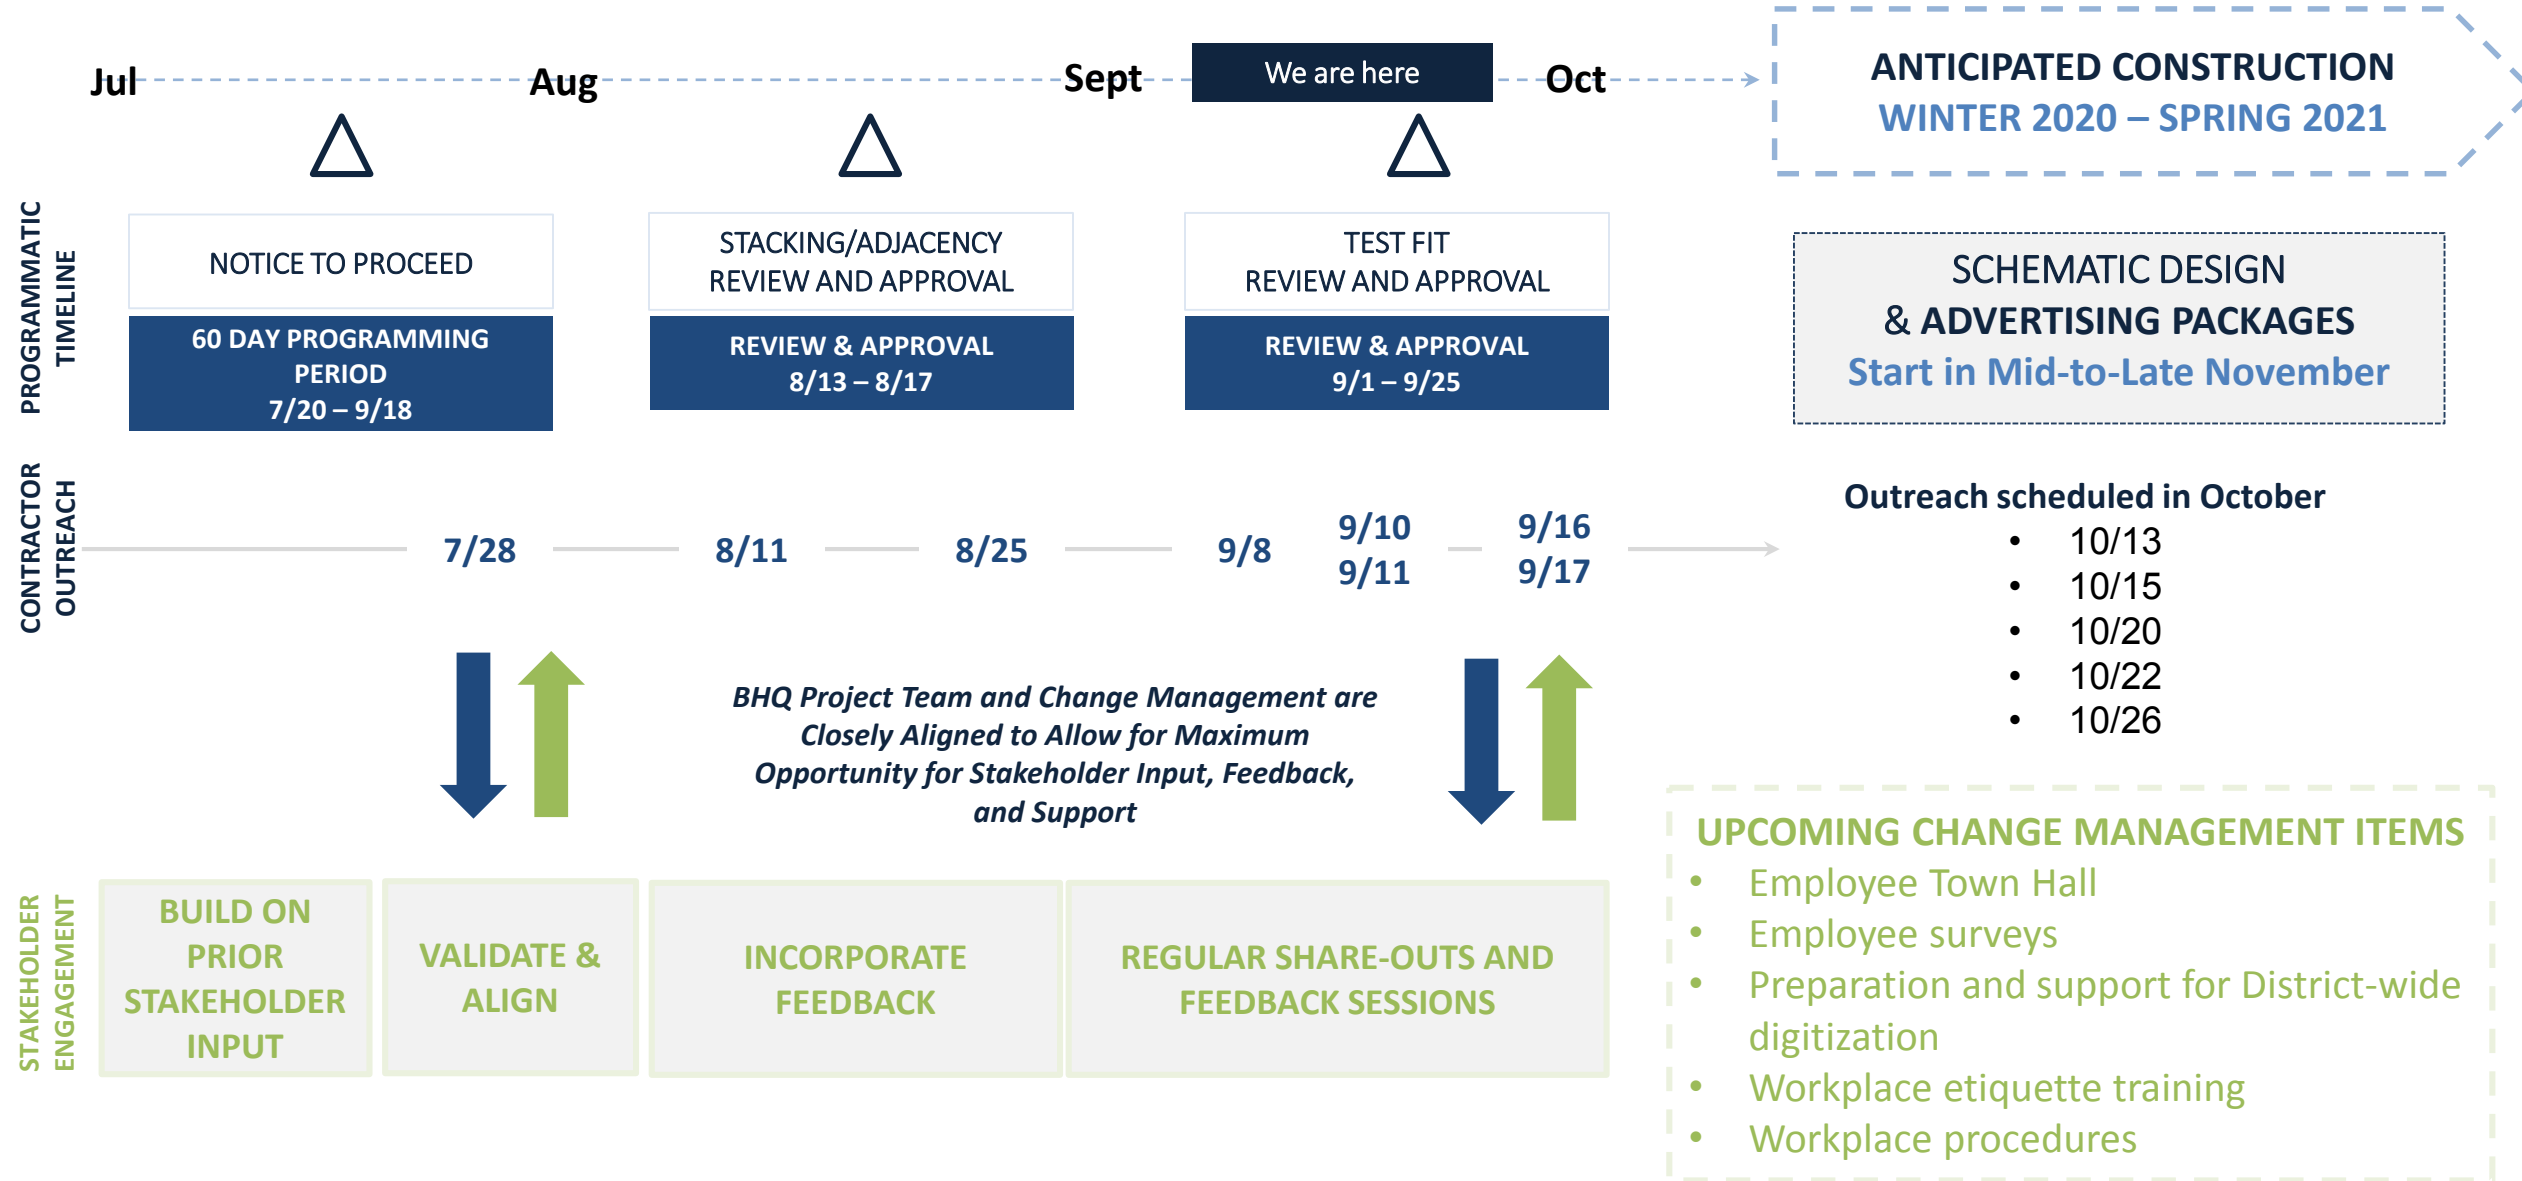 Jul
Aug
Sept
We are here
Oct
ANTICIPATED CONSTRUCTION
WINTER 2020 – SPRING 2021
PROGRAMMATIC
TIMELINE
NOTICE TO PROCEED
60 DAY PROGRAMMING
PERIOD
7/20 – 9/18
STACKING/ADJACENCY
REVIEW AND APPROVAL
REVIEW & APPROVAL
8/13 – 8/17
TEST FIT
REVIEW AND APPROVAL
REVIEW & APPROVAL
9/1 – 9/25
SCHEMATIC DESIGN
& ADVERTISING PACKAGES
Start in Mid-to-Late November
CONTRACTOR
OUTREACH
7/28
8/11
8/25
9/8
9/10
9/11
9/16
9/17
Outreach scheduled in October
• 10/13
• 10/15
• 10/20
• 10/22
• 10/26
BHQ Project Team and Change Management are
Closely Aligned to Allow for Maximum
Opportunity for Stakeholder Input, Feedback,
and Support
STAKEHOLDER
ENGAGEMENT
BUILD ON
PRIOR
STAKEHOLDER
INPUT
VALIDATE &
ALIGN
INCORPORATE
FEEDBACK
REGULAR SHARE-OUTS AND
FEEDBACK SESSIONS
UPCOMING CHANGE MANAGEMENT ITEMS
• Employee Town Hall
• Employee surveys
• Preparation and support for District-wide
digitization
• Workplace etiquette training
• Workplace procedures